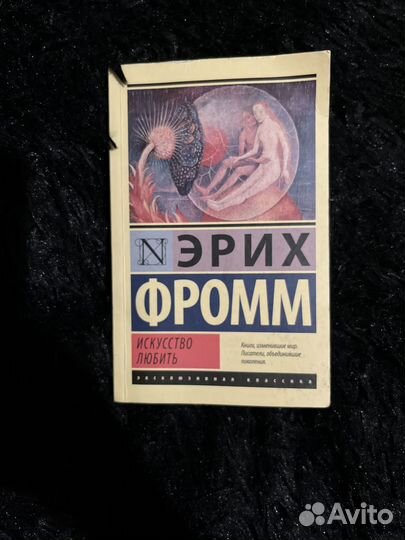 N ЭРИХ
ФРОММ
ИСКУССТВО
ЛЮБИТЬ
Книги, изменившие мир.
Писатели, объединившие
поколения.
ЭКСКЛЮЗИВНАЯ КЛАССИКА
Avito